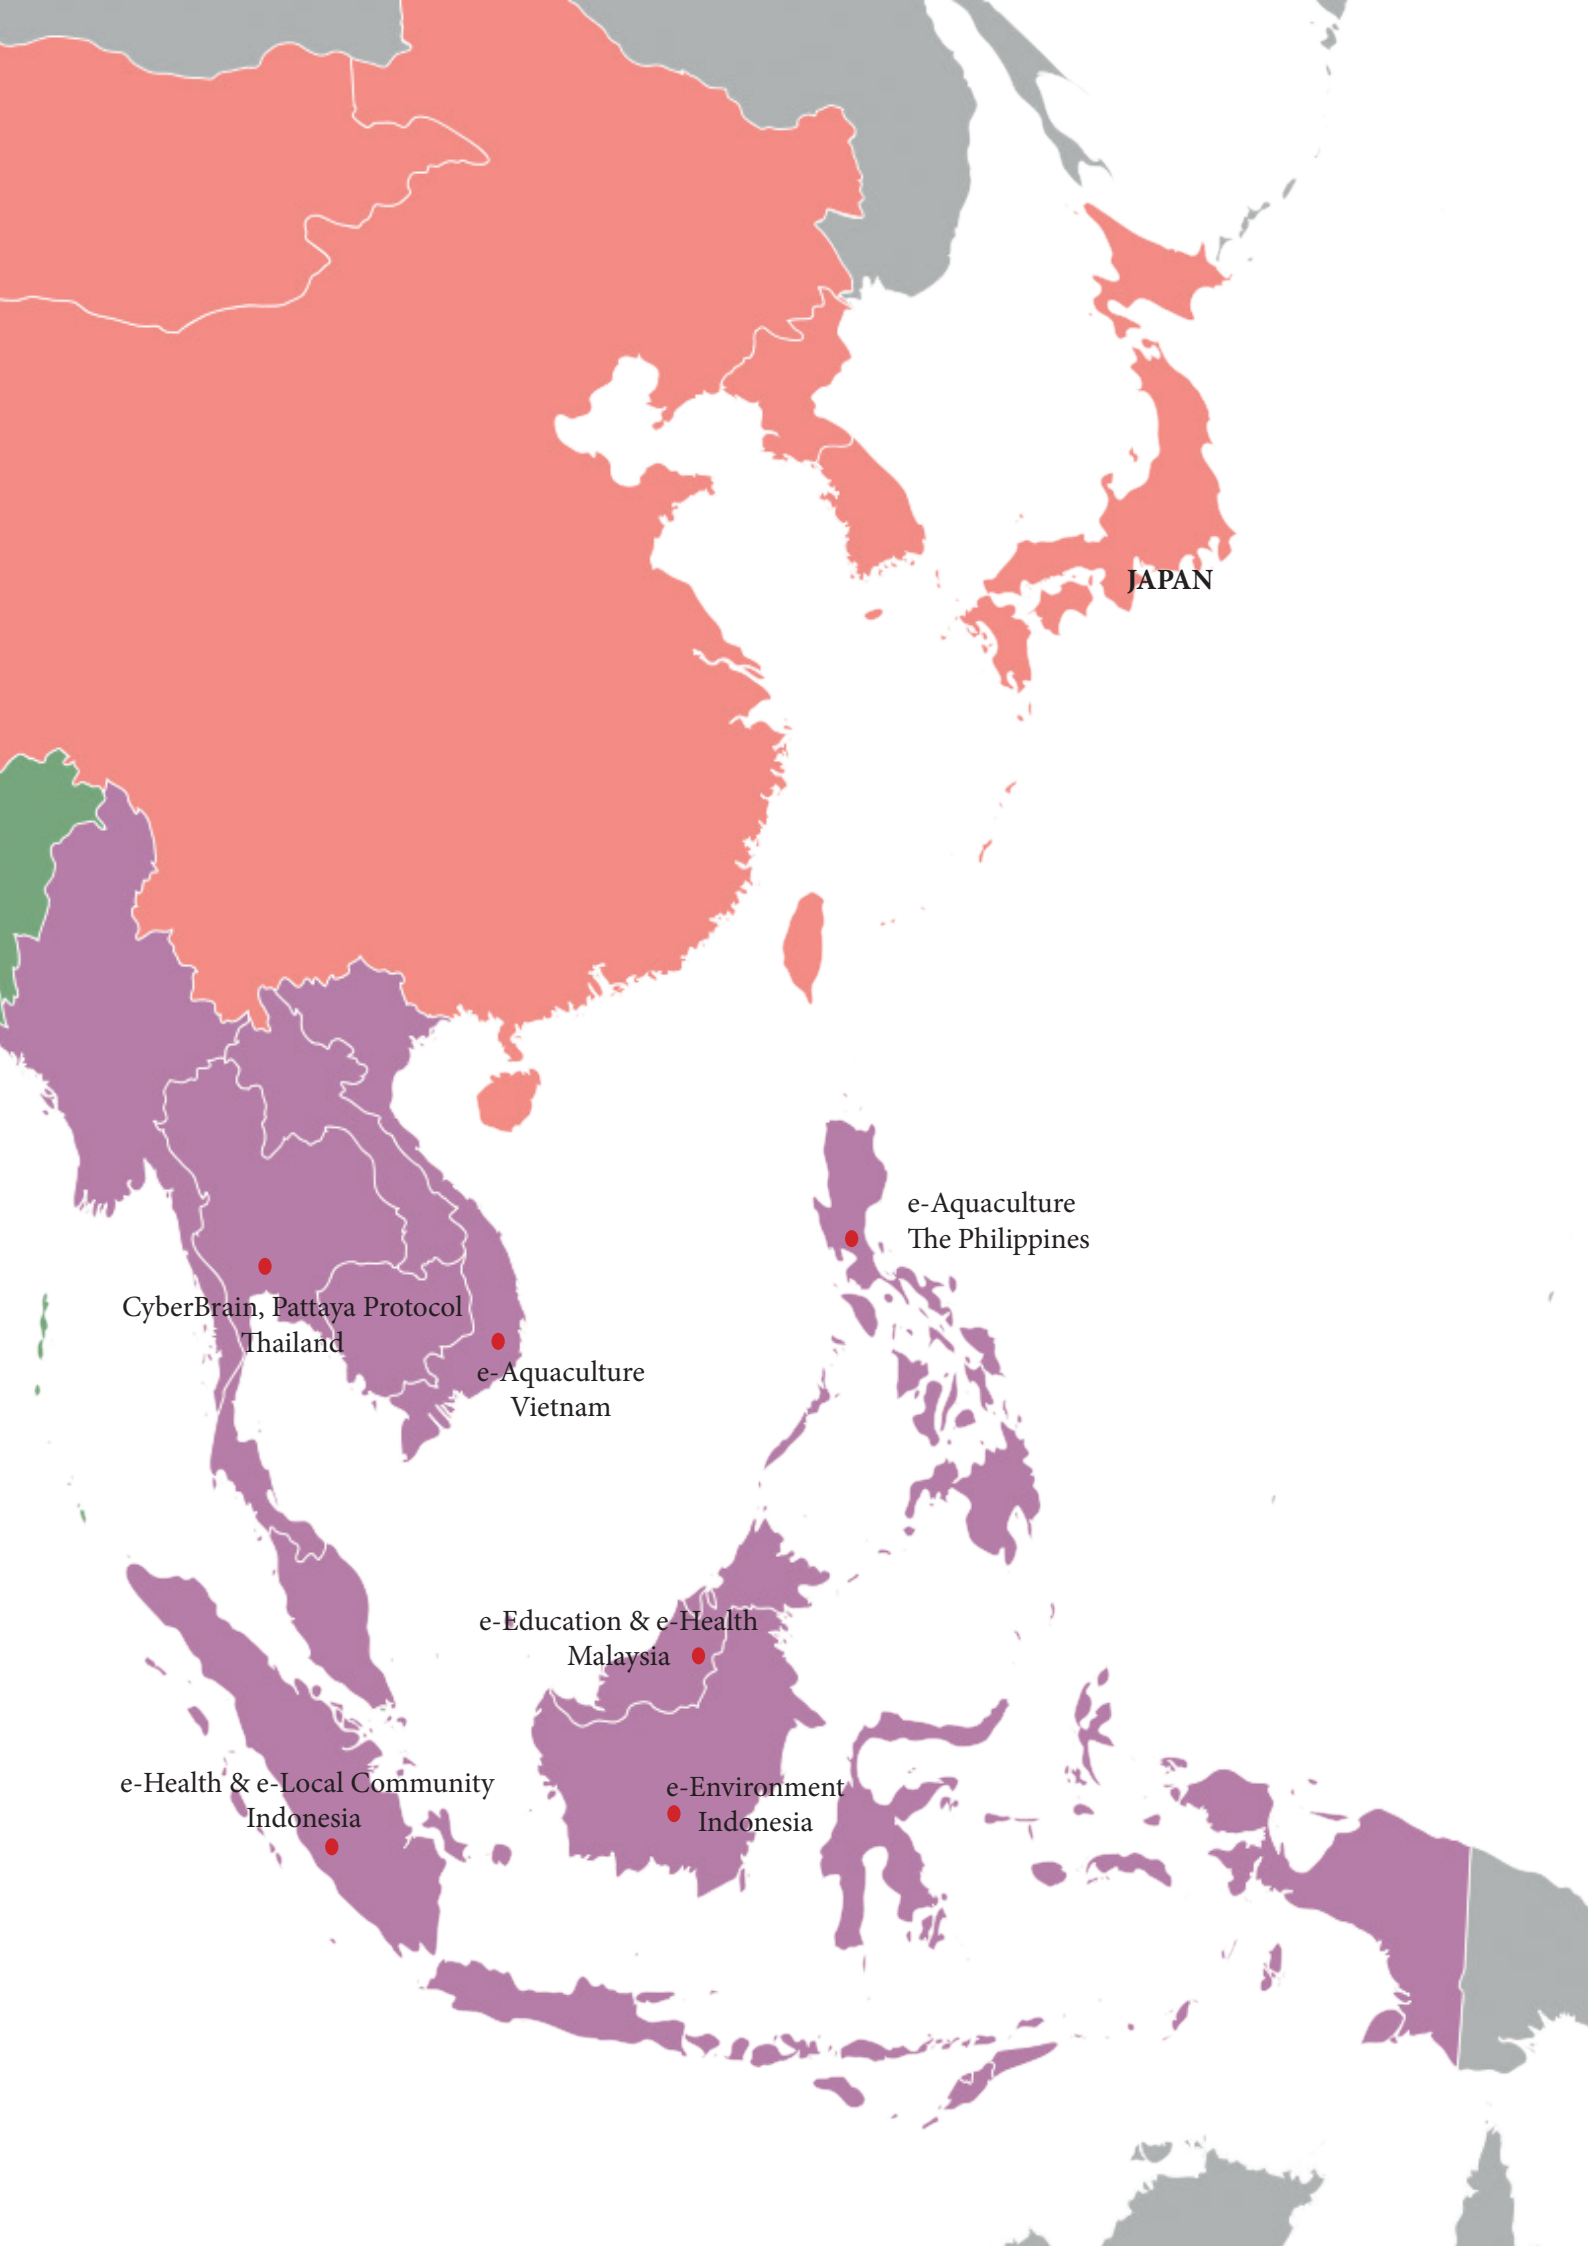 JAPAN
e-Aquaculture
The Philippines
CyberBrain, Pattaya Protocol
Thailand
e-Aquaculture
Vietnam
e-Education & e-Health
Malaysia
e-Health & e-Local Community
Indonesia
e-Environment
Indonesia